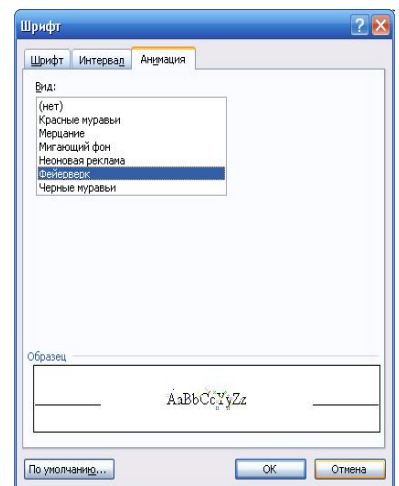 Шрифт
Шрифт Интервал Анимация
Вид:
(нет)
Красные муравьи
Мерцание
Мигающий фон
Неоновая реклама
Фейерверк
Черные муравьи
Образец
AaBbCcYyZz
По умолчанию... ОК Отмена